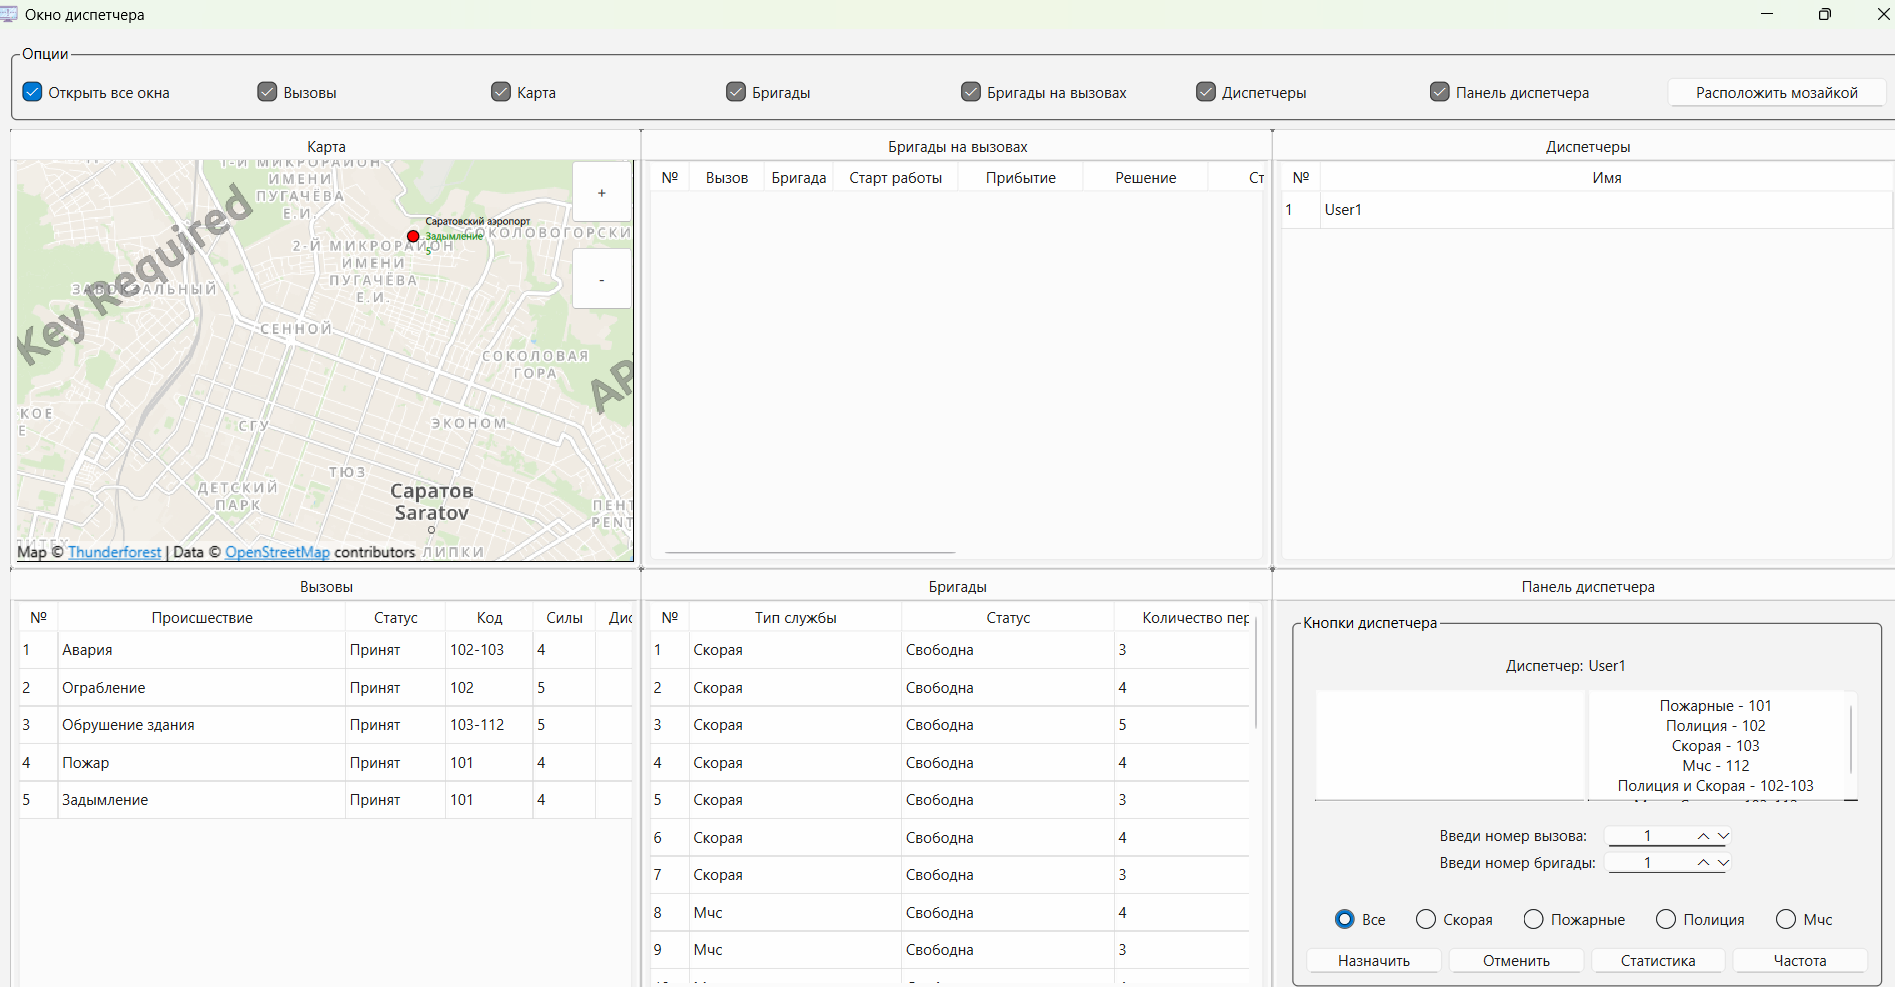 Окно диспетчера
Опции
Открыть все окна
Вызовы
Карта
Бригады
Бригады на вызовах
Диспетчеры
Панель диспетчера
Расположить мозайкой
Карта
1-Й МИКРОРАЙОН
ИМЕНИ
ПУГАЧЁВА
Е.И.
Key Required
ЗАВОКЗАЛЬНЫЙ
Саратовский аэропорт
Задымление
5
СОКОЛОВОГОРСКИ
2-Й МИКРОРАЙОН
ИМЕНИ
ПУГАЧЁВА
Е.И.
+
-
СЕННОЙ
СОКОЛОВАЯ
ГОРА
AP
КОЕ
Е
СГУ
ЭКОНОМ
ТЮЗ
ДЕТСКИЙ
ПАРК
Саратов
Saratov
ПЕНТ
PENT
ЛИПКИ
Map © Thunderforest | Data © OpenStreetMap contributors
Бригады на вызовах
№ Вызов Бригада Старт работы Прибытие Решение Ст
Диспетчеры
№ Имя
1 User1
Вызовы
№ Происшествие Статус Код Силы Дис
1 Авария Принят 102-103 4
2 Ограбление Принят 102 5
3 Обрушение здания Принят 103-112 5
4 Пожар Принят 101 4
5 Задымление Принят 101 4
Бригады
№ Тип службы Статус Количество пер
1 Скорая Свободна 3
2 Скорая Свободна 4
3 Скорая Свободна 5
4 Скорая Свободна 4
5 Скорая Свободна 3
6 Скорая Свободна 4
7 Скорая Свободна 3
8 Мчс Свободна 4
9 Мчс Свободна 3
Панель диспетчера
Кнопки диспетчера
Диспетчер: User1
Пожарные - 101
Полиция - 102
Скорая - 103
Мчс - 112
Полиция и Скорая - 102-103
Введи номер вызова: 1
Введи номер бригады: 1
Все
Скорая
Пожарные
Полиция
Мчс
Назначить
Отменить
Статистика
Частота